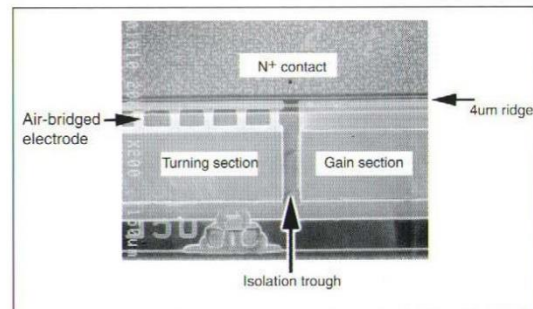 N+ contact
4um ridge
Air-bridged
electrode
Turning section
Gain section
Isolation trough